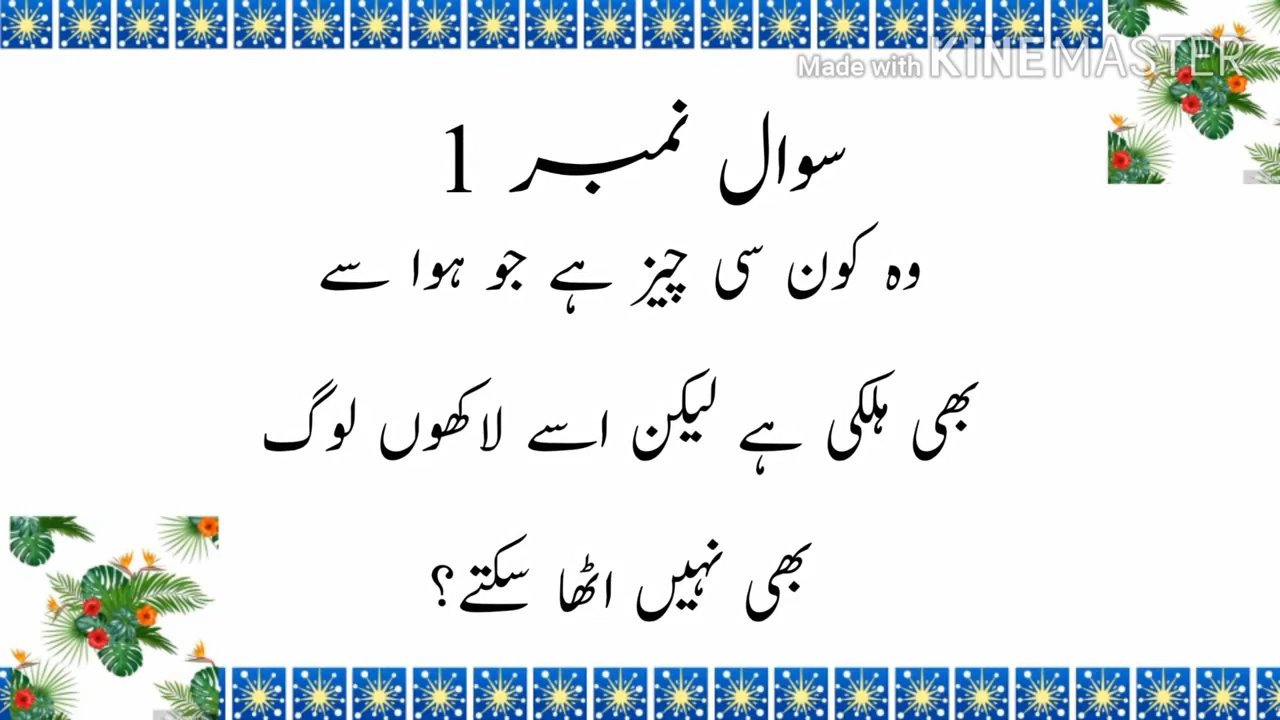 Made with KINEMASTER
سوال نمبر 1
وہ کون سی چیز ہے جو ہوا سے
بھی ہلکی ہے لیکن اسے لاکھوں لوگ
بھی نہیں اٹھا سکتے؟